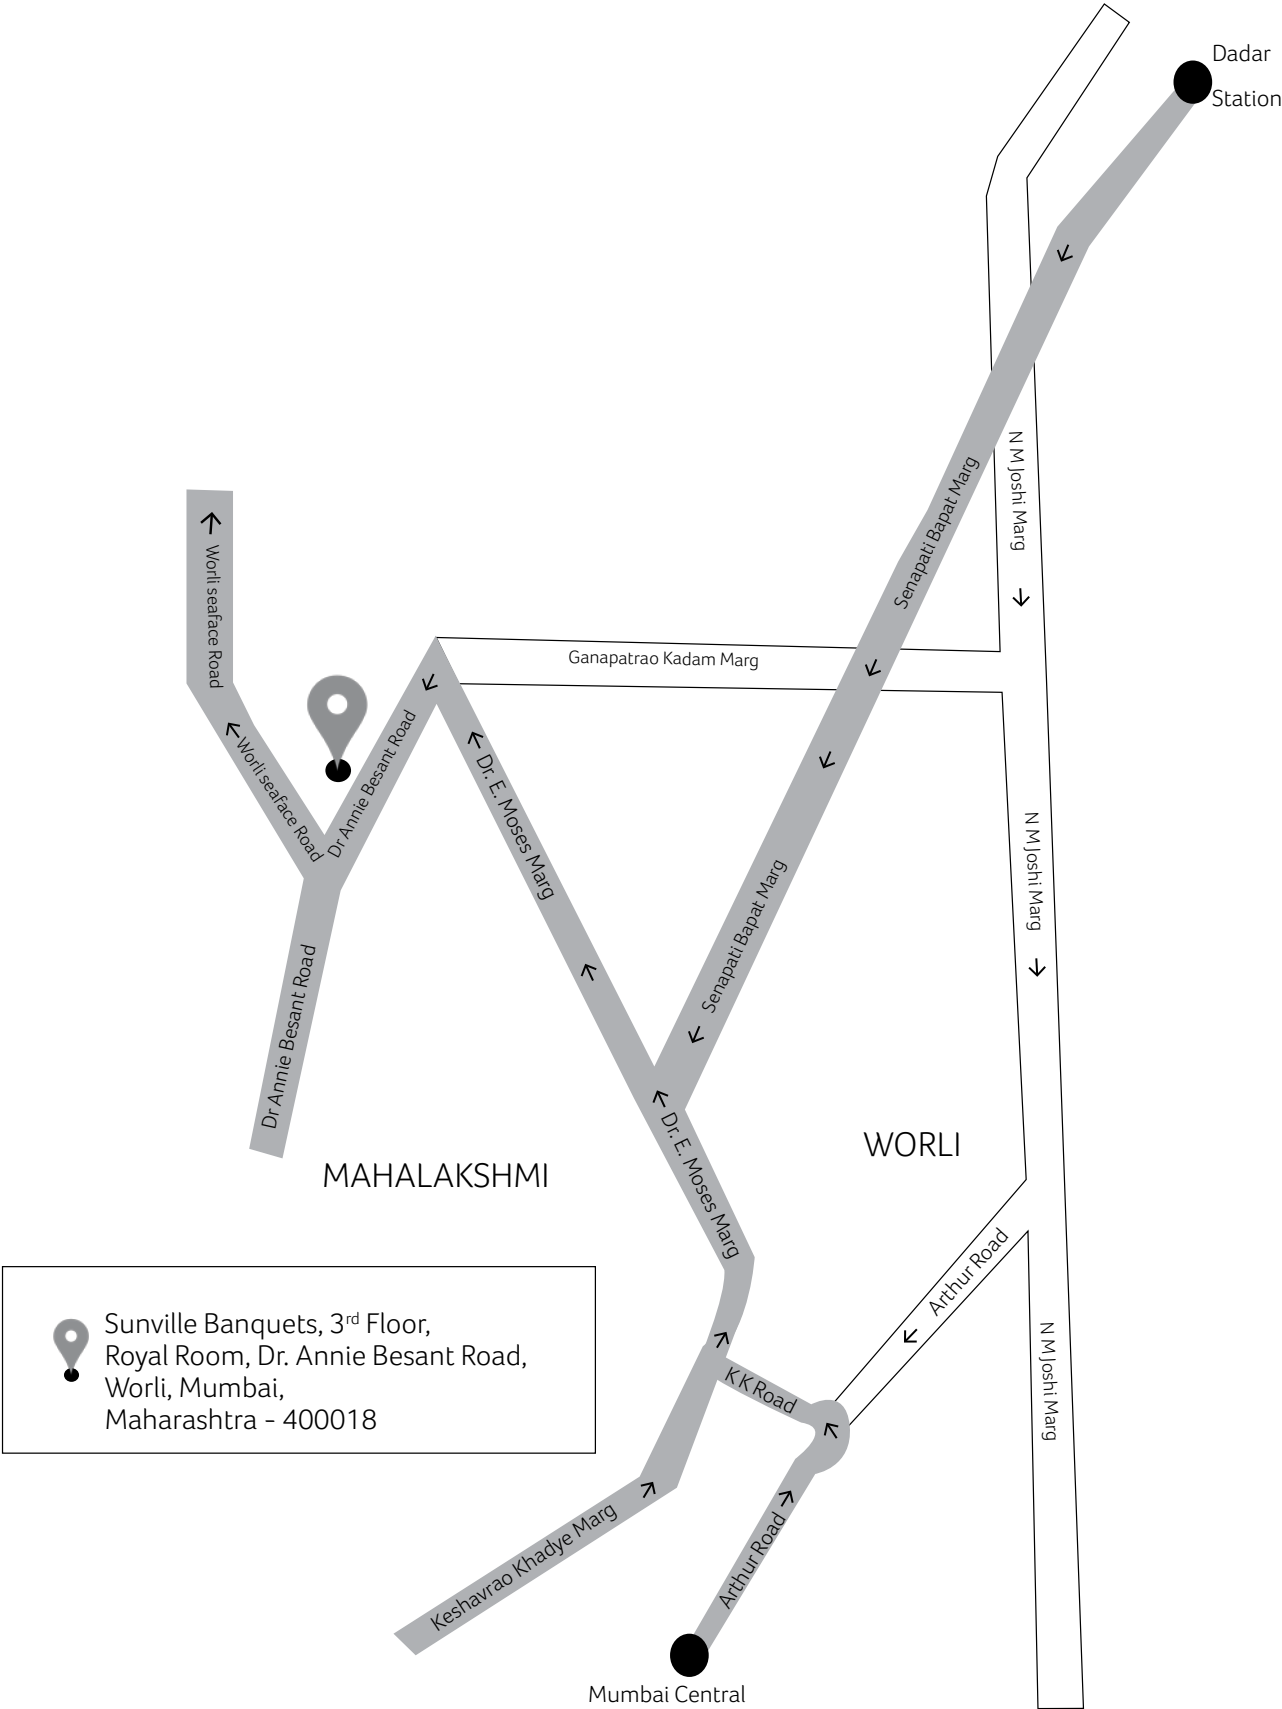 Dadar
Station
N M Joshi Marg
Senapati Bapat Marg
Worli seaface Road
Ganapatrao Kadam Marg
Dr Annie Besant Road
Worli seaface Road
Dr. E. Moses Marg
N M Joshi Marg
Senapati Bapat Marg
Dr Annie Besant Road
WORLI
MAHALAKSHMI
Dr. E. Moses Marg
Arthur Road
Sunville Banquets, 3rd Floor,
Royal Room, Dr. Annie Besant Road,
Worli, Mumbai,
Maharashtra - 400018
N M Joshi Marg
K K Road
Keshavrao Khadye Marg
Arthur Road
Mumbai Central